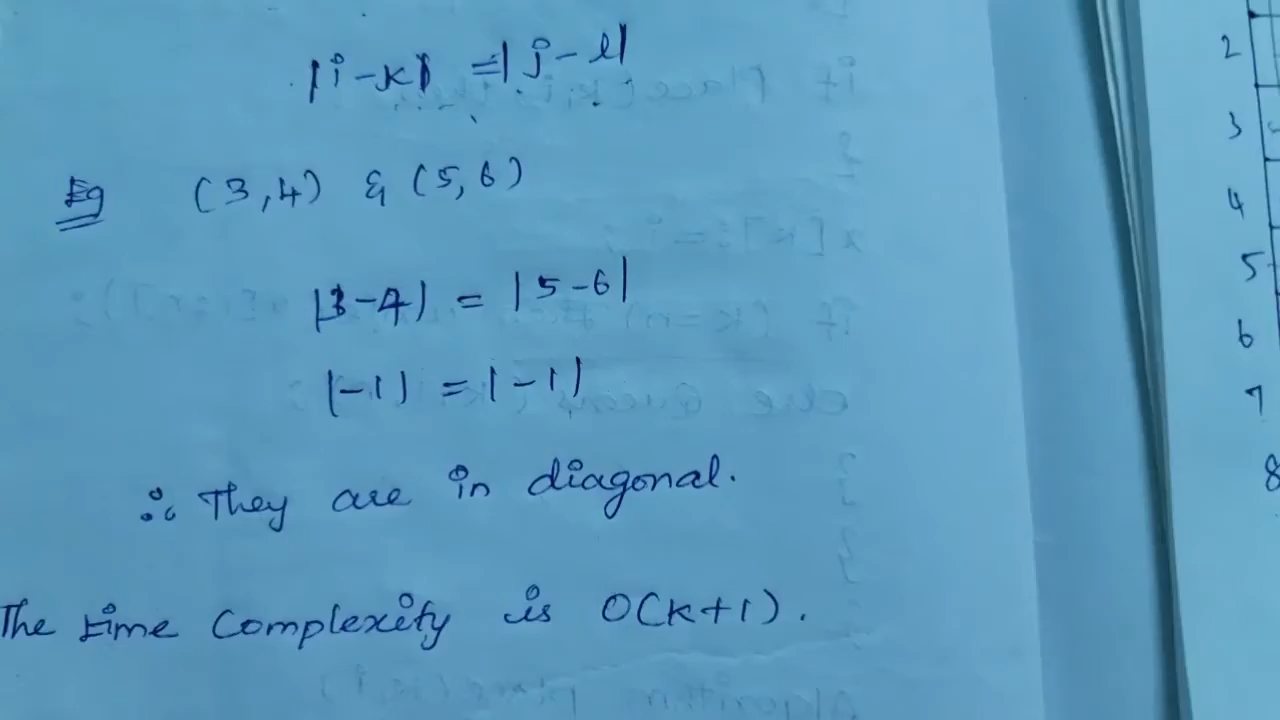 |i-k| = |j-l|
Eg (3,4) & (5,6)
|3-4| = |5-6|
|-1| = |-1|
∴ They are in diagonal.
The time complexity is O(k+1).
2
3
4
5
6
7
8